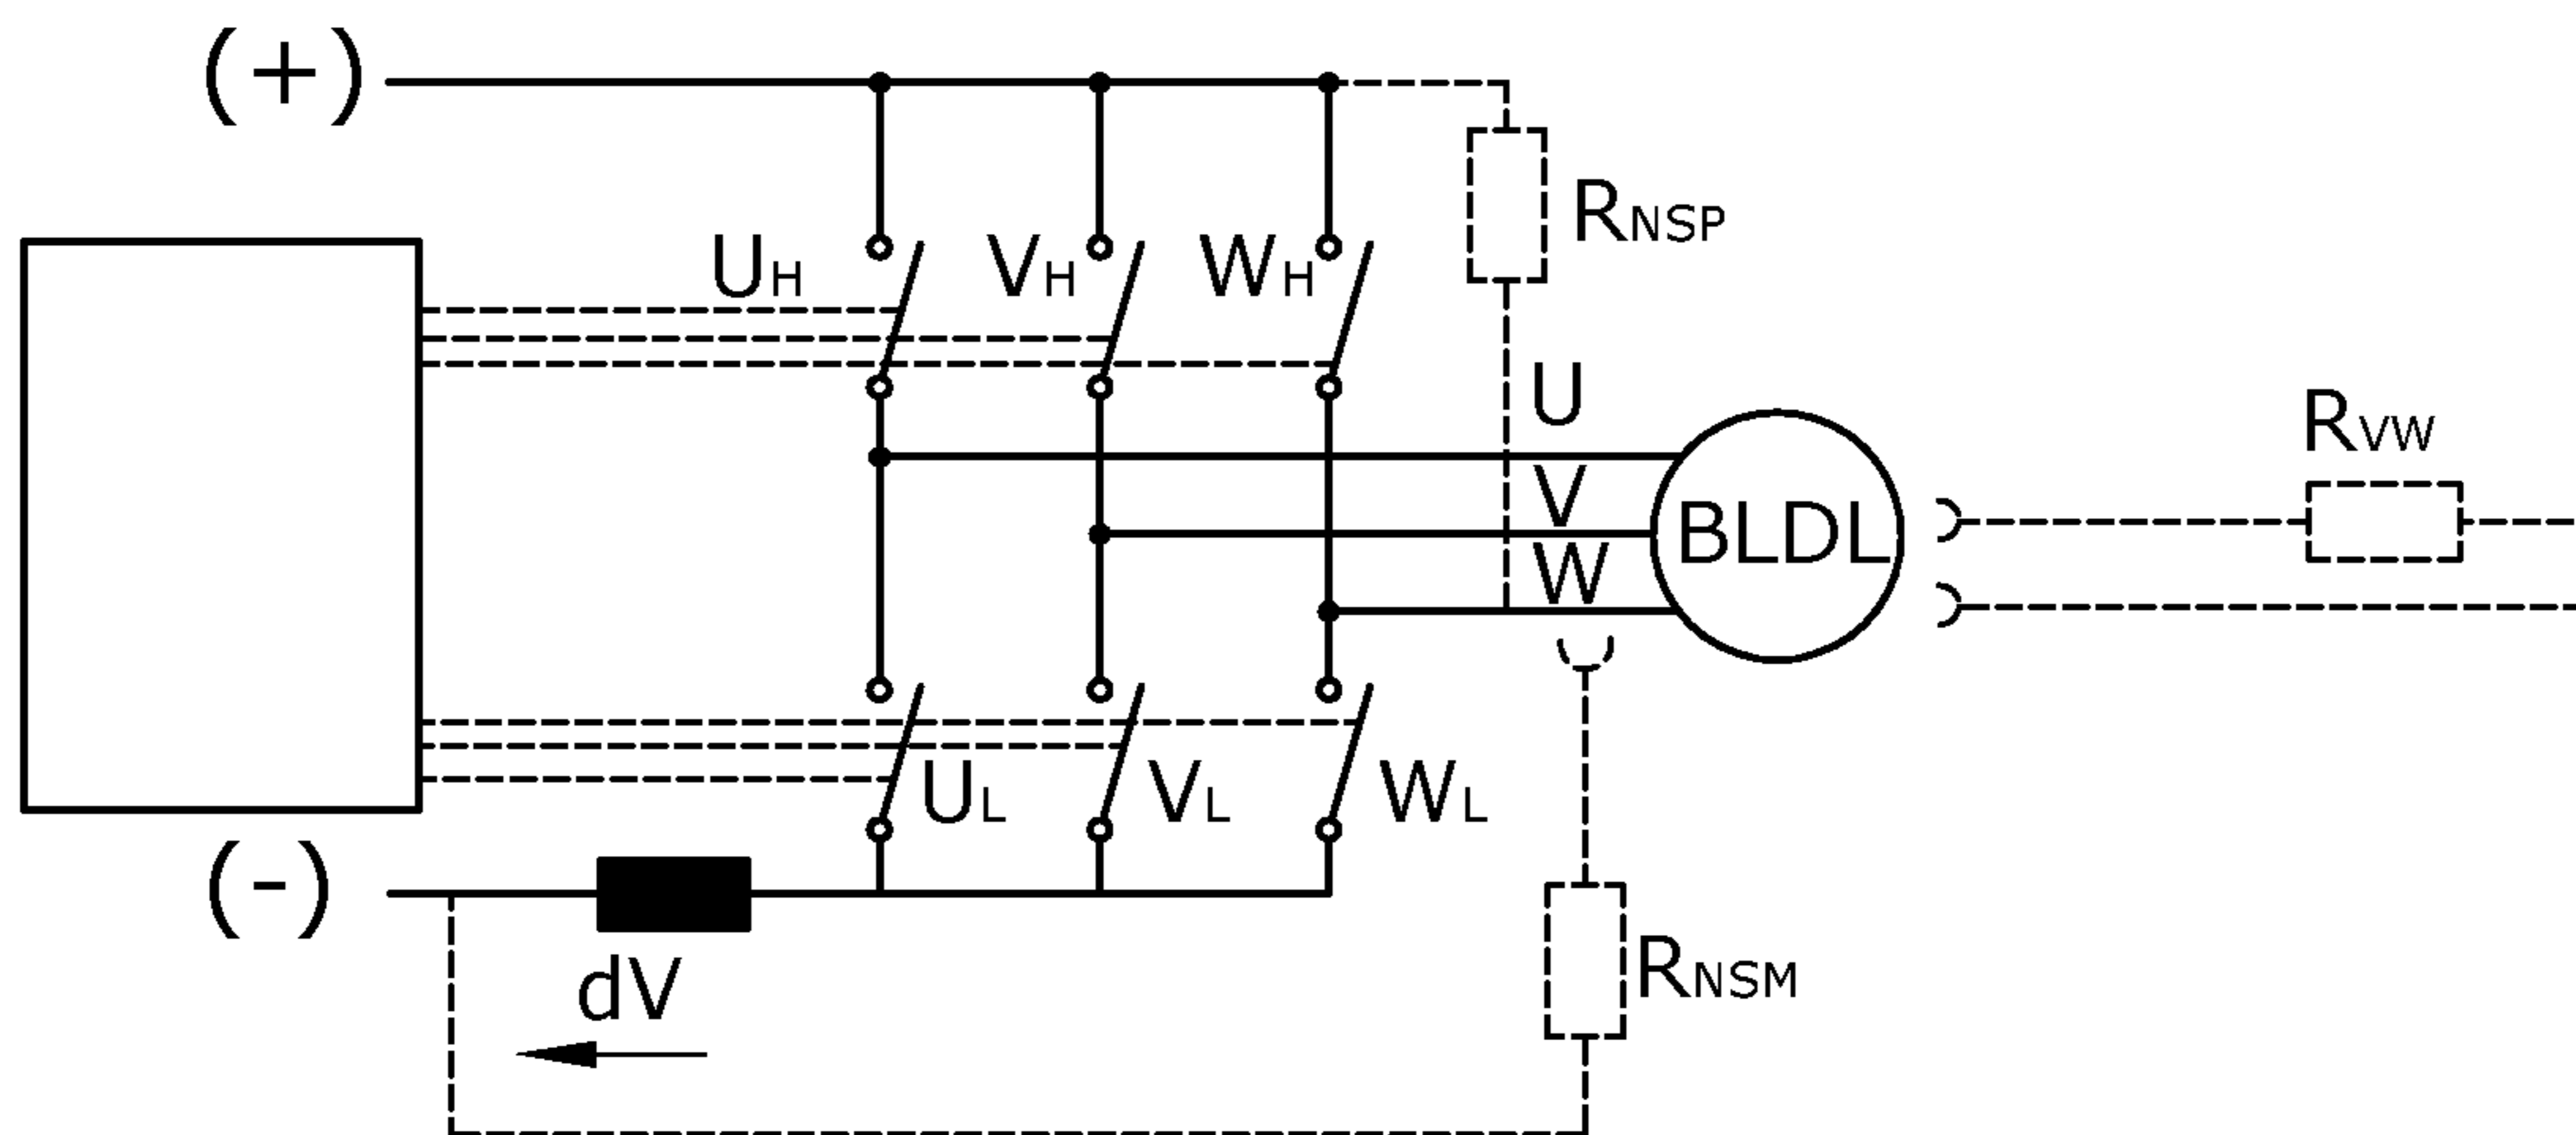 (+)
RNSP
UH VH WH
U
RVW
V
BLDL
W
UL VL WL
(-)
dV
RNSM